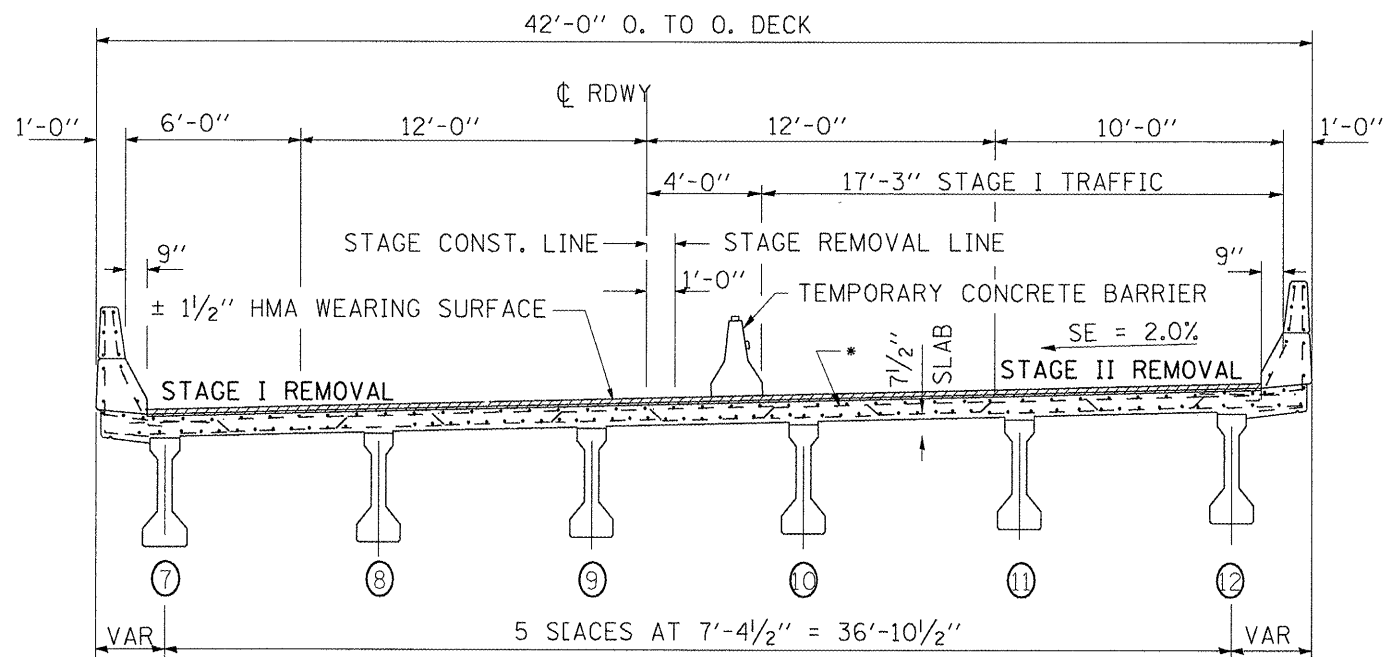 42'-0" O. TO O. DECK
℄ RDWY
1'-0"
6'-0"
12'-0"
12'-0"
10'-0"
1'-0"
4'-0"
17'-3" STAGE I TRAFFIC
STAGE CONST. LINE
STAGE REMOVAL LINE
9"
9"
1'-0"
± 1½" HMA WEARING SURFACE
TEMPORARY CONCRETE BARRIER
*
7½"
SLAB
SE = 2.0%
STAGE I REMOVAL
STAGE II REMOVAL
7
8
9
10
11
12
VAR
5 SIACES AT 7'-4½" = 36'-10½"
VAR